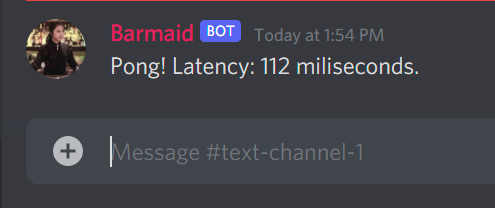 Barmaid BOT Today at 1:54 PM
Pong! Latency: 112 miliseconds.
Message #text-channel-1